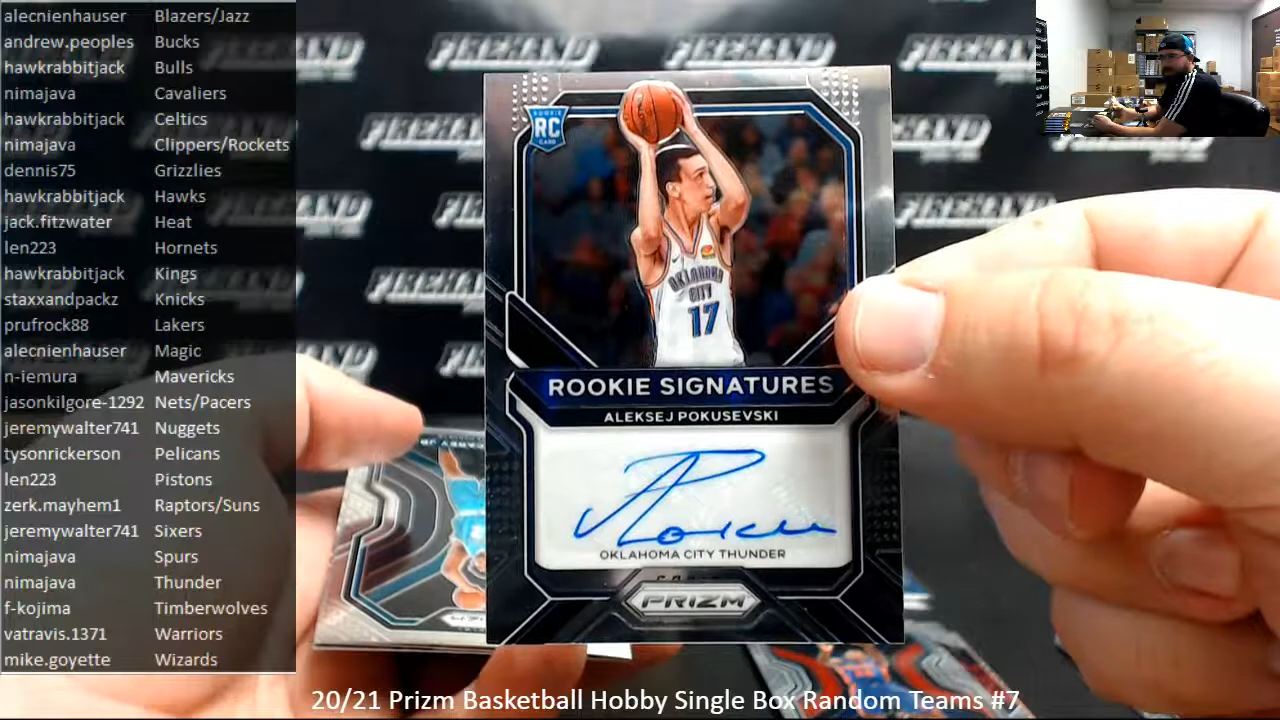 alecnienhauser Blazers/Jazz
andrew.peoples Bucks
hawkrabbitjack Bulls
nimajava Cavaliers
hawkrabbitjack Celtics
nimajava Clippers/Rockets
dennis75 Grizzlies
hawkrabbitjack Hawks
jack.fitzwater Heat
len223 Hornets
hawkrabbitjack Kings
staxxandpackz Knicks
prufrock88 Lakers
alecnienhauser Magic
n-iemura Mavericks
jasonkilgore-1292 Nets/Pacers
jeremywalter741 Nuggets
tysonrickerson Pelicans
len223 Pistons
zerk.mayhem1 Raptors/Suns
jeremywalter741 Sixers
nimajava Spurs
nimajava Thunder
f-kojima Timberwolves
vatravis.1371 Warriors
mike.goyette Wizards
FIREHAND FIREHAND FIREHAND
ROOKIE
RC
CARD
OKLAHOMA
CITY
17
ROOKIE SIGNATURES
ALEKSEJ POKUSEVSKI
OKLAHOMA CITY THUNDER
PRIZM
20/21 Prizm Basketball Hobby Single Box Random Teams #7